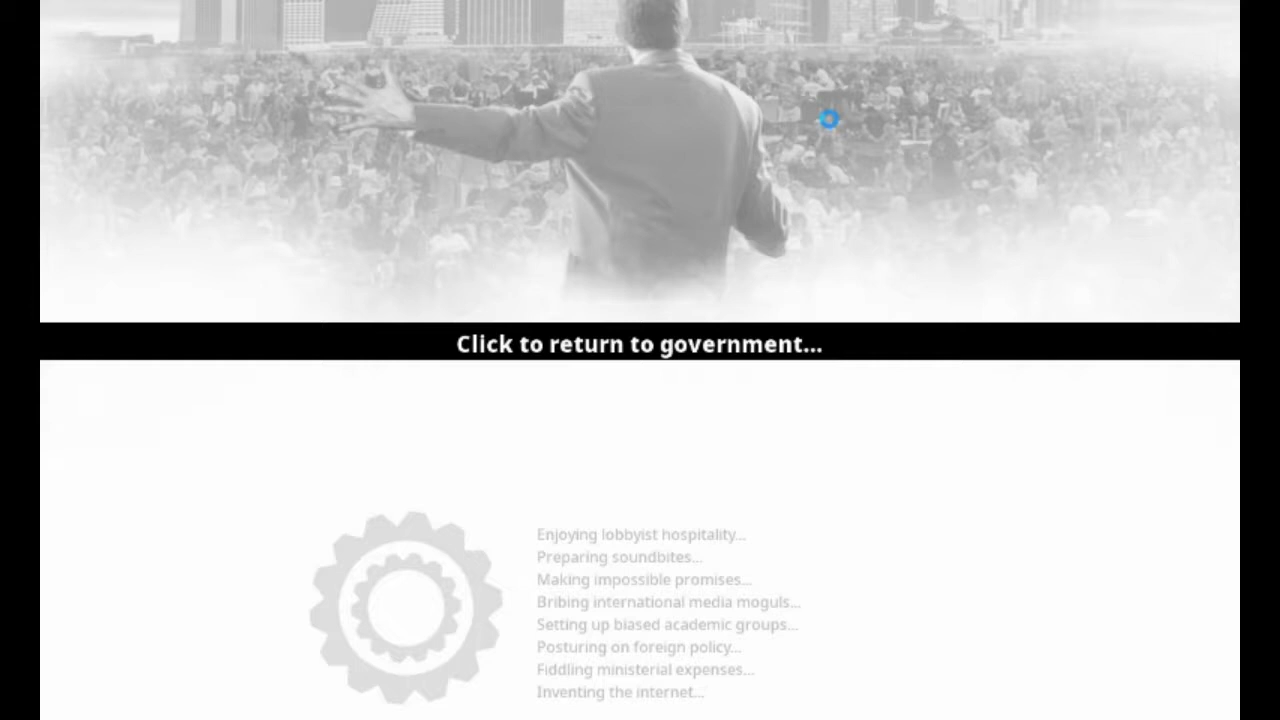 Click to return to government...
Enjoying lobbyist hospitality...
Preparing soundbites...
Making impossible promises...
Bribing international media moguls...
Setting up biased academic groups...
Posturing on foreign policy...
Fiddling ministerial expenses...
Inventing the internet...